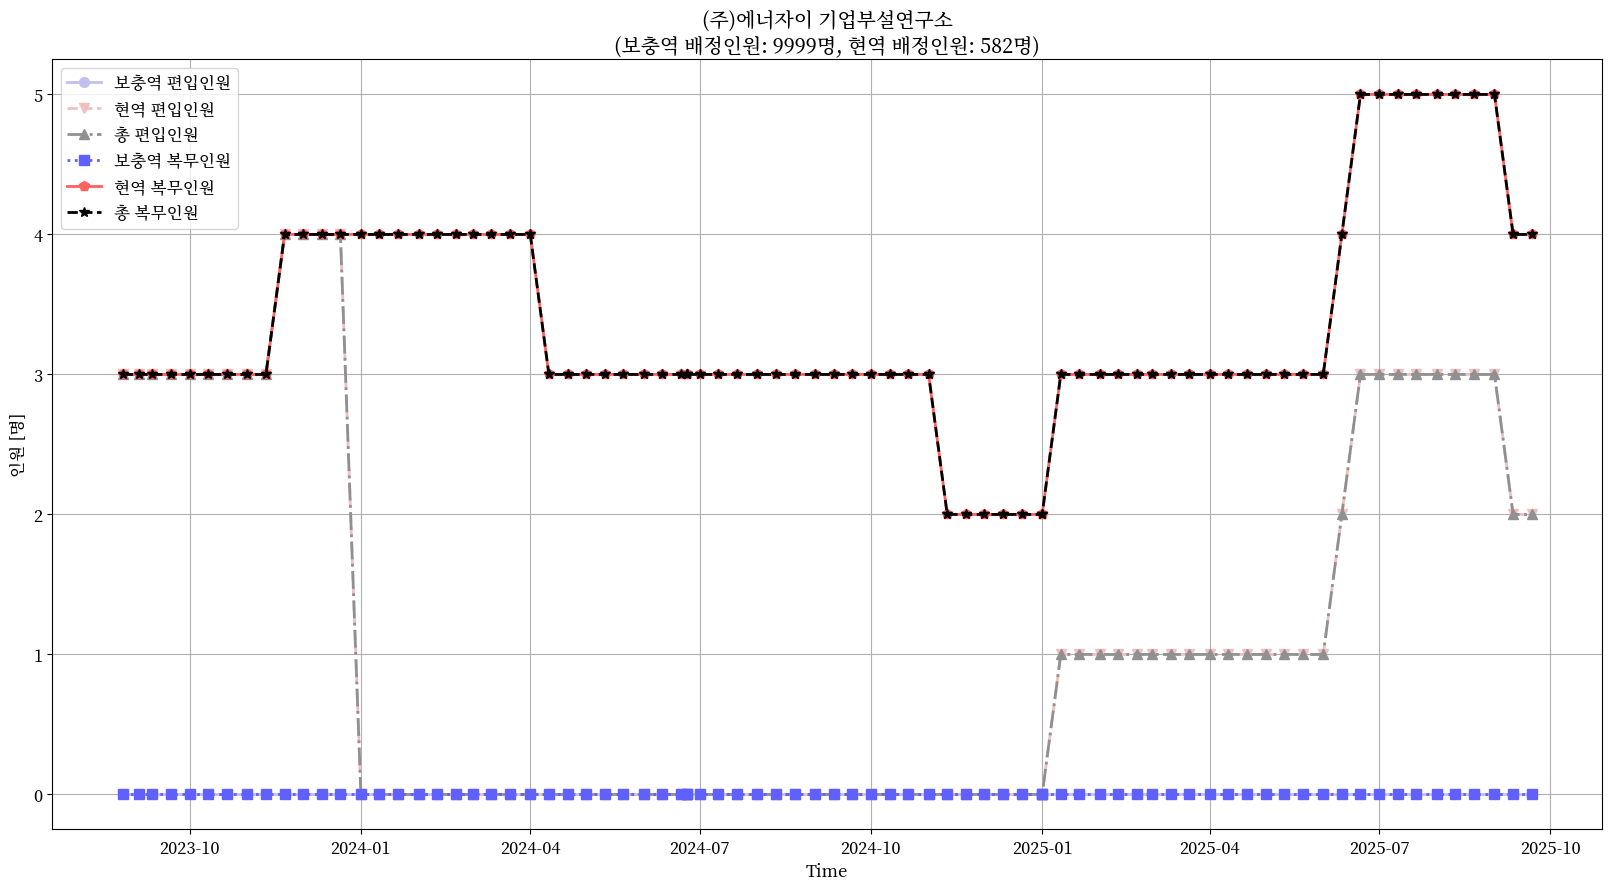 (주)에너자이 기업부설연구소
(보충역 배정인원: 9999명, 현역 배정인원: 582명)
보충역 편입인원
현역 편입인원
총 편입인원
보충역 복무인원
현역 복무인원
총 복무인원
인원 [명]
5
4
3
2
1
0
2023-10
2024-01
2024-04
2024-07
2024-10
2025-01
2025-04
2025-07
2025-10
Time